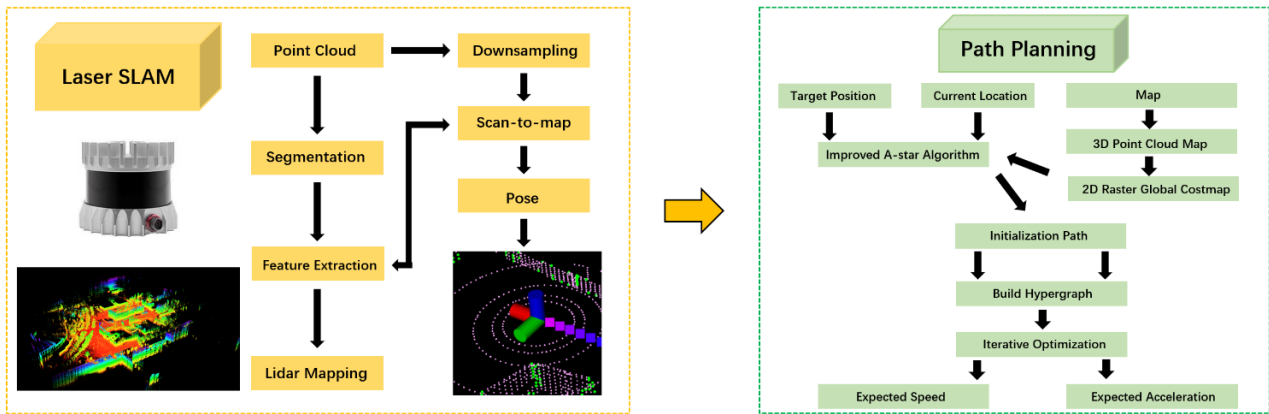 Laser SLAM
Point Cloud
Downsampling
Scan-to-map
Segmentation
Pose
Feature Extraction
Lidar Mapping
Path Planning
Target Position
Current Location
Map
Improved A-star Algorithm
3D Point Cloud Map
2D Raster Global Costmap
Initialization Path
Build Hypergraph
Iterative Optimization
Expected Speed
Expected Acceleration